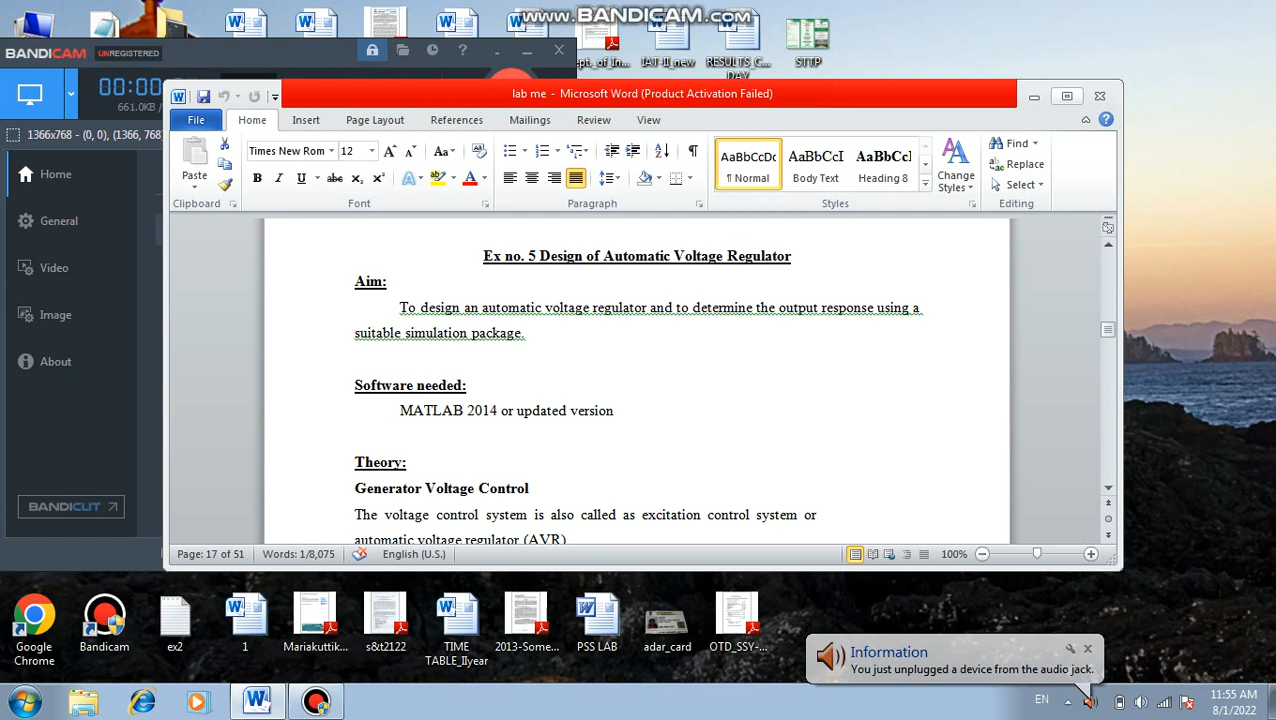 www.BANDICAM.com
BANDICAM UNREGISTERED
00:00
661.0KB /
1366x768 - (0, 0), (1366, 768)
Home
General
Video
Image
About
BANDICUT
ept._of_In...
IAT-II_new
RESULTS_C...
DAY
STTP
lab me - Microsoft Word (Product Activation Failed)
File Home Insert Page Layout References Mailings Review View
Paste
Clipboard
Times New Rom 12
Font
Paragraph
AaBbCcDc AaBbCcI AaBbCcI
¶ Normal Body Text Heading 8
Change Styles
Styles
Find
Replace
Select
Editing
Ex no. 5 Design of Automatic Voltage Regulator
Aim:
To design an automatic voltage regulator and to determine the output response using a
suitable simulation package.
Software needed:
MATLAB 2014 or updated version
Theory:
Generator Voltage Control
The voltage control system is also called as excitation control system or
automatic voltage regulator (AVR)
Page: 17 of 51 Words: 1/8,075 English (U.S.) 100%
Google Chrome
Bandicam
ex2
1
Mariakuttik...
s&t2122
TIME TABLE_IIyear
2013-Some...
PSS LAB
adar_card
OTD_SSY-...
Information
You just unplugged a device from the audio jack.
EN
11:55 AM
8/1/2022